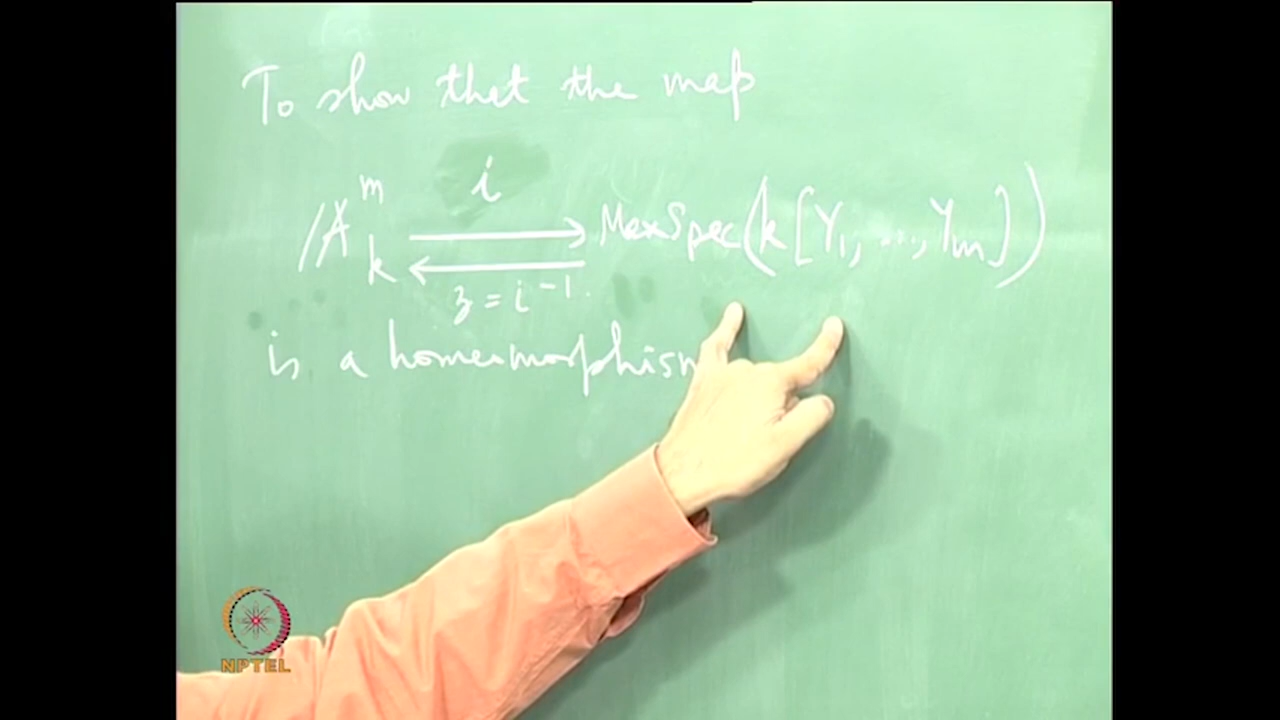 To show that the map
𝔸ᵐₖ ⇄ MaxSpec(k[Y₁, ..., Yₘ])
i
z = i⁻¹.
is a homeomorphism
NPTEL